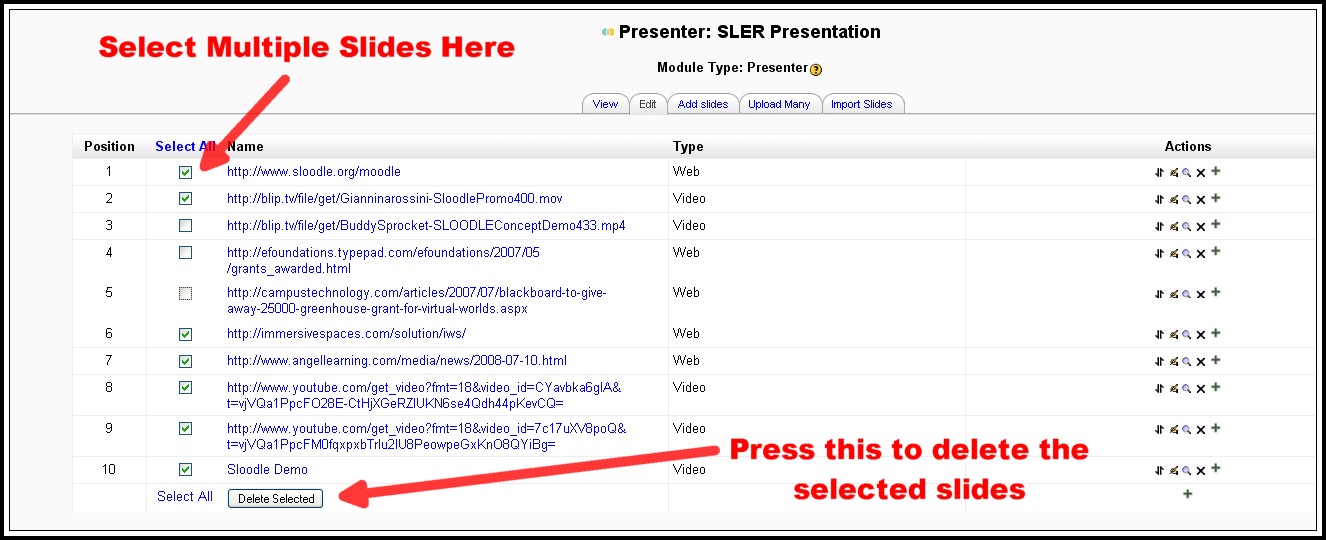 Select Multiple Slides Here
Presenter: SLER Presentation
Module Type: Presenter
View Edit Add slides Upload Many Import Slides
Position Select All Name Type Actions
1 http://www.sloodle.org/moodle Web
2 http://blip.tv/file/get/Gianninarossini-SloodlePromo400.mov Video
3 http://blip.tv/file/get/BuddySprocket-SLOODLEConceptDemo433.mp4 Video
4 http://efoundations.typepad.com/efoundations/2007/05 Web
/grants_awarded.html
5 http://campustechnology.com/articles/2007/07/blackboard-to-give- Web
away-25000-greenhouse-grant-for-virtual-worlds.aspx
6 http://immersivespaces.com/solution/iws/ Web
7 http://www.angellearning.com/media/news/2008-07-10.html Web
8 http://www.youtube.com/get_video?fmt=18&video_id=CYavbka6glA& Video
t=vjVQa1PpcFO28E-CtHjXGeRZlUKN6se4Qdh44pKevCQ=
9 http://www.youtube.com/get_video?fmt=18&video_id=7c17uXV8poQ& Video
t=vjVQa1PpcFM0fqxpxbTrlu2lU8PeowpeGxKnO8QYiBg=
10 Sloodle Demo Video
Select All Delete Selected
Press this to delete the
selected slides